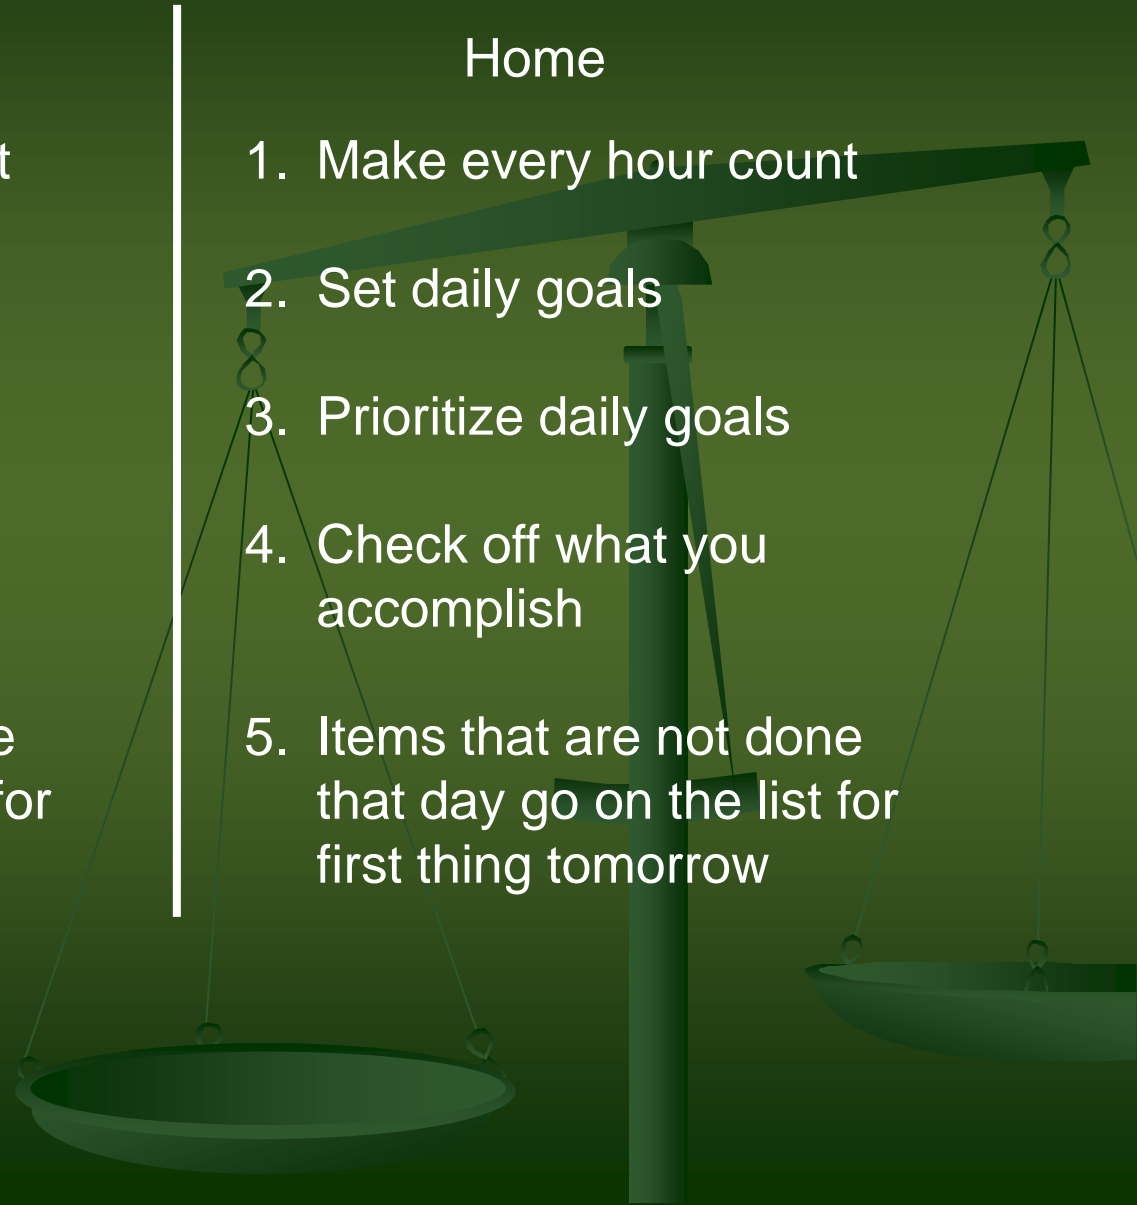 Home
1. Make every hour count
2. Set daily goals
3. Prioritize daily goals
4. Check off what you
accomplish
5. Items that are not done
that day go on the list for
first thing tomorrow
for